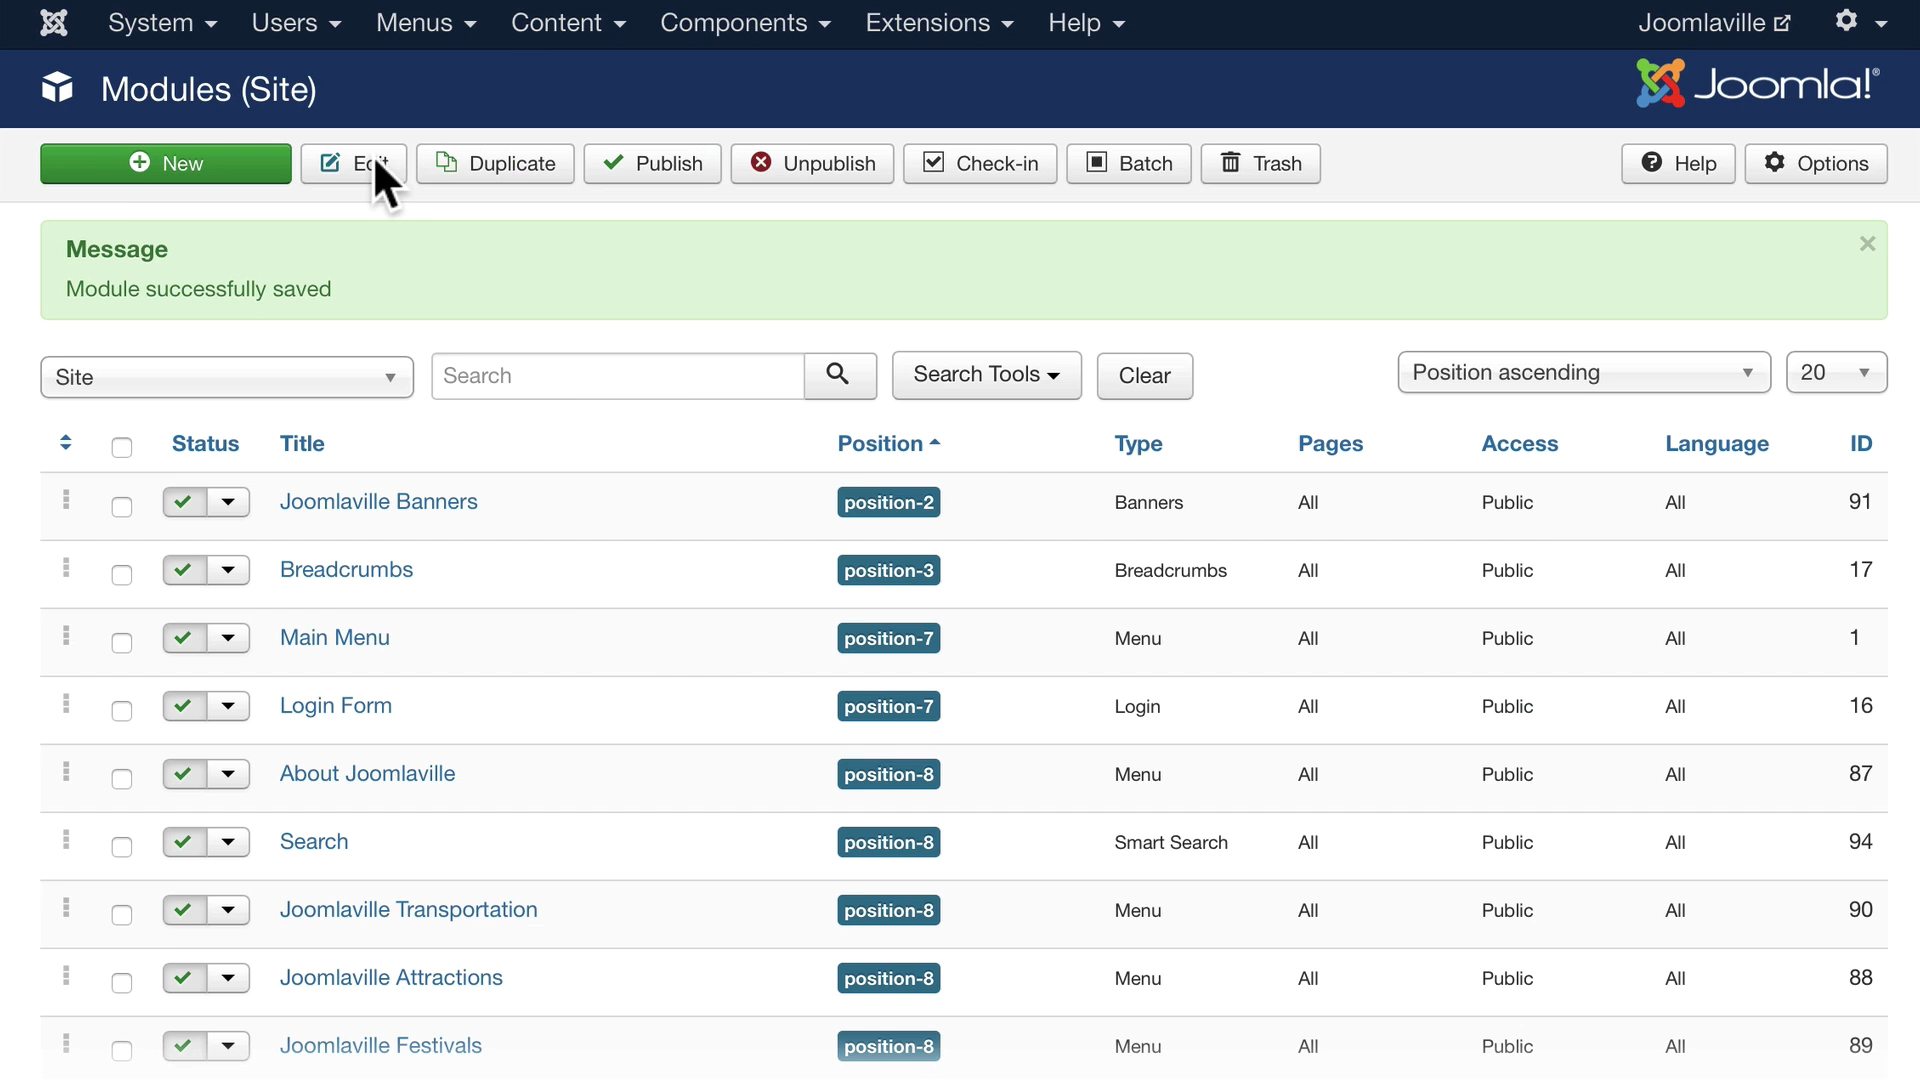 System Users Menus Content Components Extensions Help Joomlaville
Modules (Site) Joomla!®
New Edit Duplicate Publish Unpublish Check-in Batch Trash Help Options
Message
Module successfully saved
Site Search Search Tools Clear Position ascending 20
Status Title Position Type Pages Access Language ID
Joomlaville Banners position-2 Banners All Public All 91
Breadcrumbs position-3 Breadcrumbs All Public All 17
Main Menu position-7 Menu All Public All 1
Login Form position-7 Login All Public All 16
About Joomlaville position-8 Menu All Public All 87
Search position-8 Smart Search All Public All 94
Joomlaville Transportation position-8 Menu All Public All 90
Joomlaville Attractions position-8 Menu All Public All 88
Joomlaville Festivals position-8 Menu All Public All 89